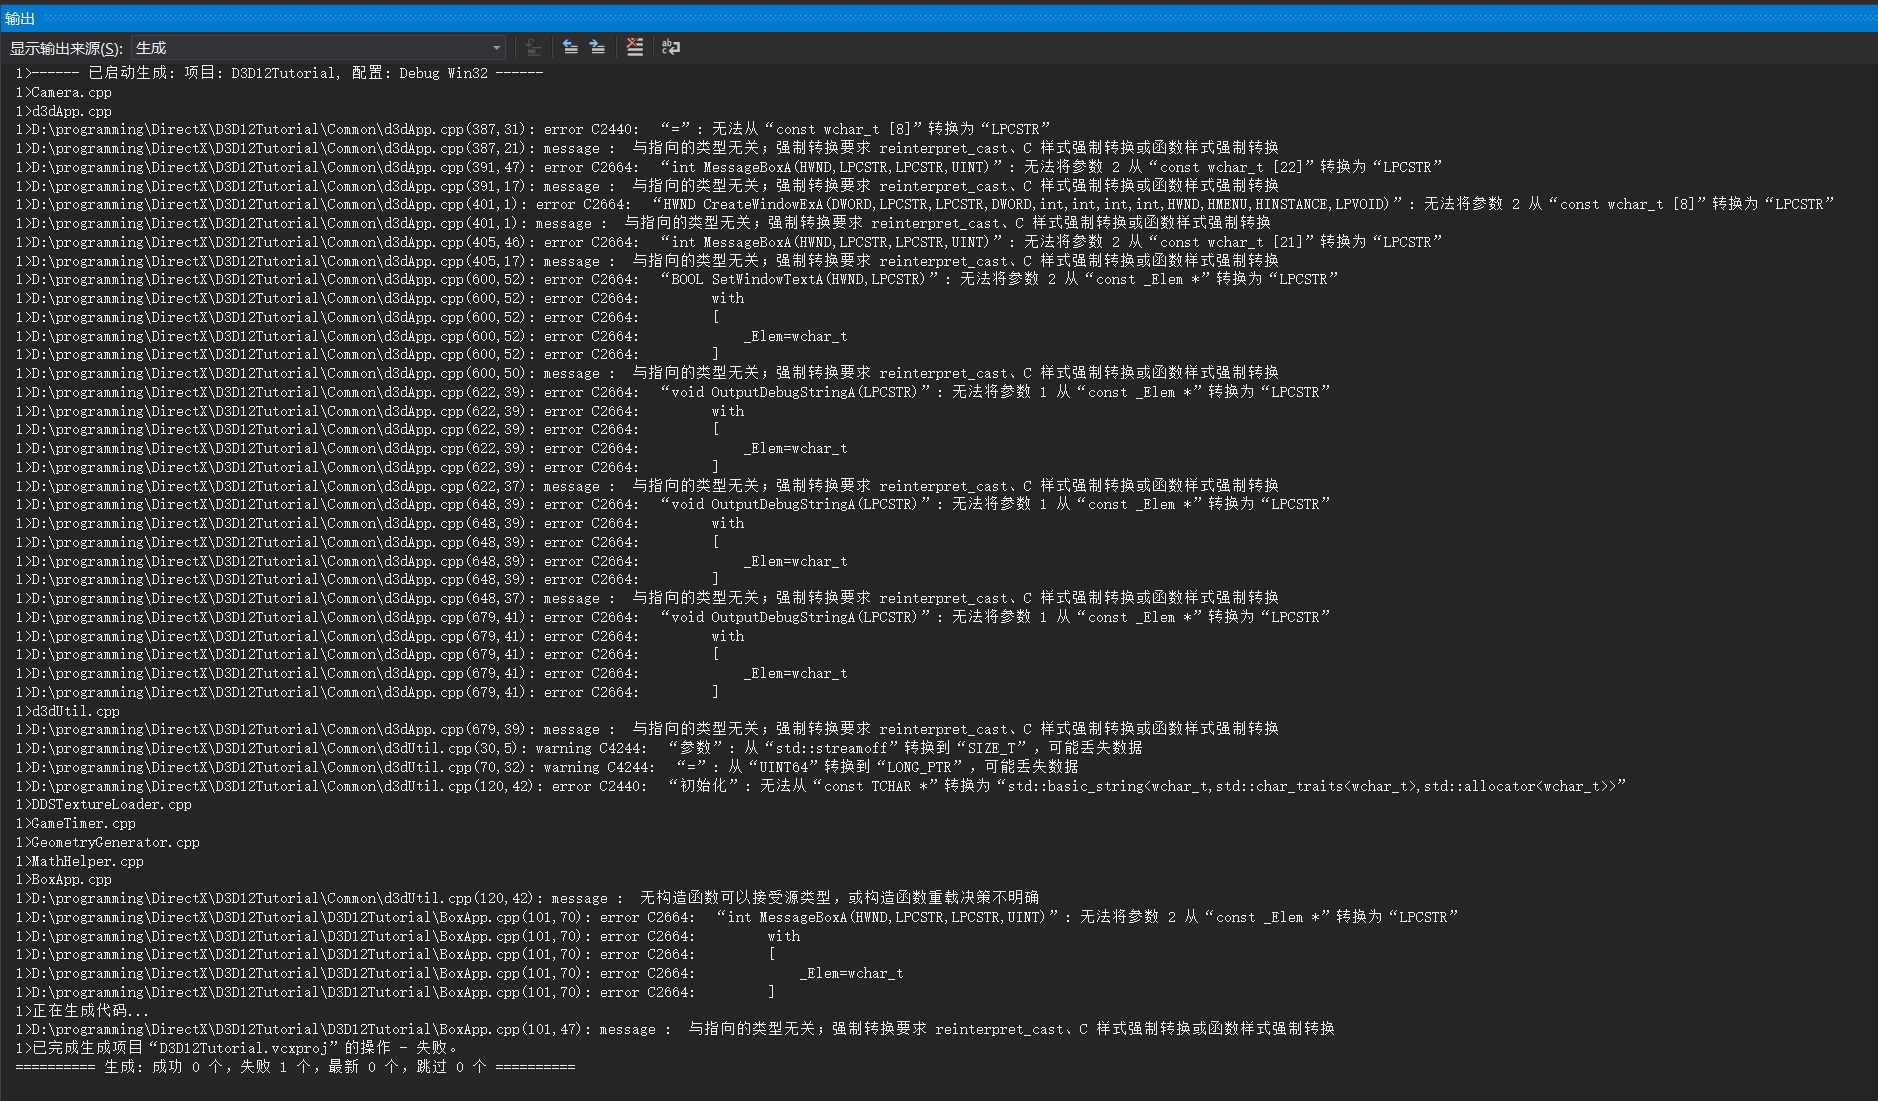 输出
显示输出来源(S): 生成
1>------ 已启动生成: 项目: D3D12Tutorial, 配置: Debug Win32 ------
1>Camera.cpp
1>d3dApp.cpp
1>D:\programming\DirectX\D3D12Tutorial\Common\d3dApp.cpp(387,31): error C2440: “=”: 无法从“const wchar_t [8]”转换为“LPCSTR”
1>D:\programming\DirectX\D3D12Tutorial\Common\d3dApp.cpp(387,21): message : 与指向的类型无关；强制转换要求 reinterpret_cast、C 样式强制转换或函数样式强制转换
1>D:\programming\DirectX\D3D12Tutorial\Common\d3dApp.cpp(391,47): error C2664: “int MessageBoxA(HWND,LPCSTR,LPCSTR,UINT)”: 无法将参数 2 从“const wchar_t [22]”转换为“LPCSTR”
1>D:\programming\DirectX\D3D12Tutorial\Common\d3dApp.cpp(391,17): message : 与指向的类型无关；强制转换要求 reinterpret_cast、C 样式强制转换或函数样式强制转换
1>D:\programming\DirectX\D3D12Tutorial\Common\d3dApp.cpp(401,1): error C2664: “HWND CreateWindowExA(DWORD,LPCSTR,LPCSTR,DWORD,int,int,int,int,HWND,HMENU,HINSTANCE,LPVOID)”: 无法将参数 2 从“const wchar_t [8]”转换为“LPCSTR”
1>D:\programming\DirectX\D3D12Tutorial\Common\d3dApp.cpp(401,1): message : 与指向的类型无关；强制转换要求 reinterpret_cast、C 样式强制转换或函数样式强制转换
1>D:\programming\DirectX\D3D12Tutorial\Common\d3dApp.cpp(405,46): error C2664: “int MessageBoxA(HWND,LPCSTR,LPCSTR,UINT)”: 无法将参数 2 从“const wchar_t [21]”转换为“LPCSTR”
1>D:\programming\DirectX\D3D12Tutorial\Common\d3dApp.cpp(405,17): message : 与指向的类型无关；强制转换要求 reinterpret_cast、C 样式强制转换或函数样式强制转换
1>D:\programming\DirectX\D3D12Tutorial\Common\d3dApp.cpp(600,52): error C2664: “BOOL SetWindowTextA(HWND,LPCSTR)”: 无法将参数 2 从“const _Elem *”转换为“LPCSTR”
1>D:\programming\DirectX\D3D12Tutorial\Common\d3dApp.cpp(600,52): error C2664: with
1>D:\programming\DirectX\D3D12Tutorial\Common\d3dApp.cpp(600,52): error C2664: [
1>D:\programming\DirectX\D3D12Tutorial\Common\d3dApp.cpp(600,52): error C2664: _Elem=wchar_t
1>D:\programming\DirectX\D3D12Tutorial\Common\d3dApp.cpp(600,52): error C2664: ]
1>D:\programming\DirectX\D3D12Tutorial\Common\d3dApp.cpp(600,50): message : 与指向的类型无关；强制转换要求 reinterpret_cast、C 样式强制转换或函数样式强制转换
1>D:\programming\DirectX\D3D12Tutorial\Common\d3dApp.cpp(622,39): error C2664: “void OutputDebugStringA(LPCSTR)”: 无法将参数 1 从“const _Elem *”转换为“LPCSTR”
1>D:\programming\DirectX\D3D12Tutorial\Common\d3dApp.cpp(622,39): error C2664: with
1>D:\programming\DirectX\D3D12Tutorial\Common\d3dApp.cpp(622,39): error C2664: [
1>D:\programming\DirectX\D3D12Tutorial\Common\d3dApp.cpp(622,39): error C2664: _Elem=wchar_t
1>D:\programming\DirectX\D3D12Tutorial\Common\d3dApp.cpp(622,39): error C2664: ]
1>D:\programming\DirectX\D3D12Tutorial\Common\d3dApp.cpp(622,37): message : 与指向的类型无关；强制转换要求 reinterpret_cast、C 样式强制转换或函数样式强制转换
1>D:\programming\DirectX\D3D12Tutorial\Common\d3dApp.cpp(648,39): error C2664: “void OutputDebugStringA(LPCSTR)”: 无法将参数 1 从“const _Elem *”转换为“LPCSTR”
1>D:\programming\DirectX\D3D12Tutorial\Common\d3dApp.cpp(648,39): error C2664: with
1>D:\programming\DirectX\D3D12Tutorial\Common\d3dApp.cpp(648,39): error C2664: [
1>D:\programming\DirectX\D3D12Tutorial\Common\d3dApp.cpp(648,39): error C2664: _Elem=wchar_t
1>D:\programming\DirectX\D3D12Tutorial\Common\d3dApp.cpp(648,39): error C2664: ]
1>D:\programming\DirectX\D3D12Tutorial\Common\d3dApp.cpp(648,37): message : 与指向的类型无关；强制转换要求 reinterpret_cast、C 样式强制转换或函数样式强制转换
1>D:\programming\DirectX\D3D12Tutorial\Common\d3dApp.cpp(679,41): error C2664: “void OutputDebugStringA(LPCSTR)”: 无法将参数 1 从“const _Elem *”转换为“LPCSTR”
1>D:\programming\DirectX\D3D12Tutorial\Common\d3dApp.cpp(679,41): error C2664: with
1>D:\programming\DirectX\D3D12Tutorial\Common\d3dApp.cpp(679,41): error C2664: [
1>D:\programming\DirectX\D3D12Tutorial\Common\d3dApp.cpp(679,41): error C2664: _Elem=wchar_t
1>D:\programming\DirectX\D3D12Tutorial\Common\d3dApp.cpp(679,41): error C2664: ]
1>d3dUtil.cpp
1>D:\programming\DirectX\D3D12Tutorial\Common\d3dApp.cpp(679,39): message : 与指向的类型无关；强制转换要求 reinterpret_cast、C 样式强制转换或函数样式强制转换
1>D:\programming\DirectX\D3D12Tutorial\Common\d3dUtil.cpp(30,5): warning C4244: “参数”: 从“std::streamoff”转换到“SIZE_T”，可能丢失数据
1>D:\programming\DirectX\D3D12Tutorial\Common\d3dUtil.cpp(70,32): warning C4244: “=”: 从“UINT64”转换到“LONG_PTR”，可能丢失数据
1>D:\programming\DirectX\D3D12Tutorial\Common\d3dUtil.cpp(120,42): error C2440: “初始化”: 无法从“const TCHAR *”转换为“std::basic_string<wchar_t,std::char_traits<wchar_t>,std::allocator<wchar_t>>”
1>DDSTextureLoader.cpp
1>GameTimer.cpp
1>GeometryGenerator.cpp
1>MathHelper.cpp
1>BoxApp.cpp
1>D:\programming\DirectX\D3D12Tutorial\Common\d3dUtil.cpp(120,42): message : 无构造函数可以接受源类型，或构造函数重载决策不明确
1>D:\programming\DirectX\D3D12Tutorial\D3D12Tutorial\BoxApp.cpp(101,70): error C2664: “int MessageBoxA(HWND,LPCSTR,LPCSTR,UINT)”: 无法将参数 2 从“const _Elem *”转换为“LPCSTR”
1>D:\programming\DirectX\D3D12Tutorial\D3D12Tutorial\BoxApp.cpp(101,70): error C2664: with
1>D:\programming\DirectX\D3D12Tutorial\D3D12Tutorial\BoxApp.cpp(101,70): error C2664: [
1>D:\programming\DirectX\D3D12Tutorial\D3D12Tutorial\BoxApp.cpp(101,70): error C2664: _Elem=wchar_t
1>D:\programming\DirectX\D3D12Tutorial\D3D12Tutorial\BoxApp.cpp(101,70): error C2664: ]
1>正在生成代码...
1>D:\programming\DirectX\D3D12Tutorial\D3D12Tutorial\BoxApp.cpp(101,47): message : 与指向的类型无关；强制转换要求 reinterpret_cast、C 样式强制转换或函数样式强制转换
1>已完成生成项目“D3D12Tutorial.vcxproj”的操作 - 失败。
========== 生成: 成功 0 个，失败 1 个，最新 0 个，跳过 0 个 ==========